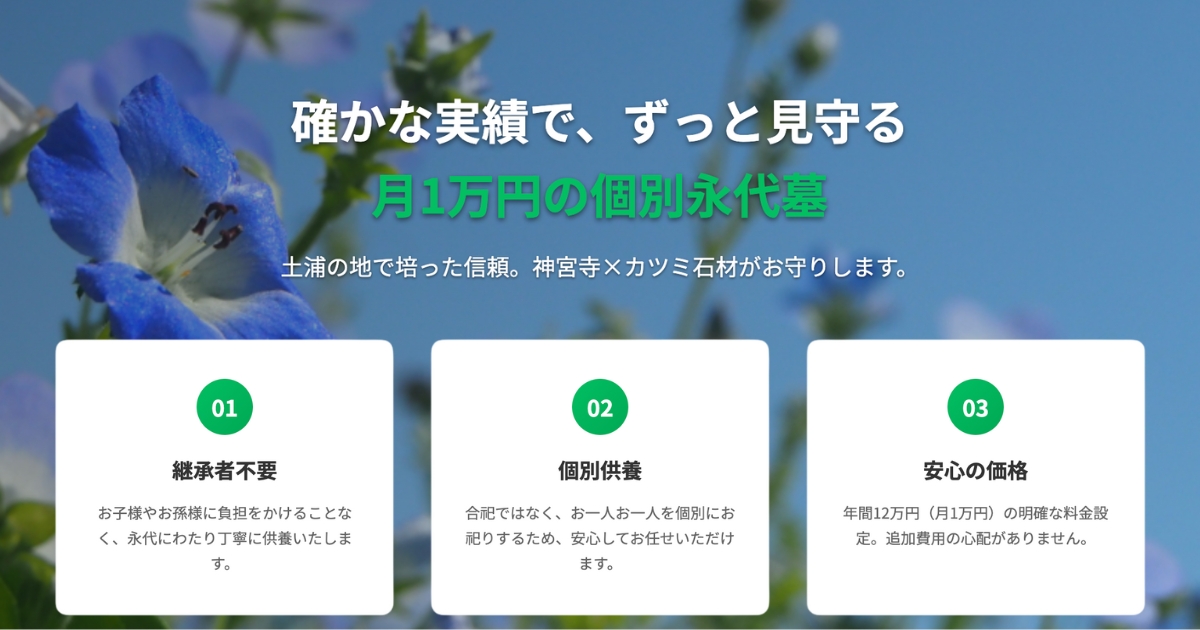 確かな実績で、ずっと見守る
月1万円の個別永代墓
土浦の地で培った信頼。神宮寺×カツミ石材がお守りします。
01
継承者不要
お子様やお孫様に負担をかけることな
く、永代にわたり丁寧に供養いたしま
す。
02
個別供養
合祀ではなく、お一人お一人を個別にお
祀りするため、安心してお任せいただけ
ます。
03
安心の価格
年間12万円（月1万円）の明確な料金設
定。追加費用の心配がありません。